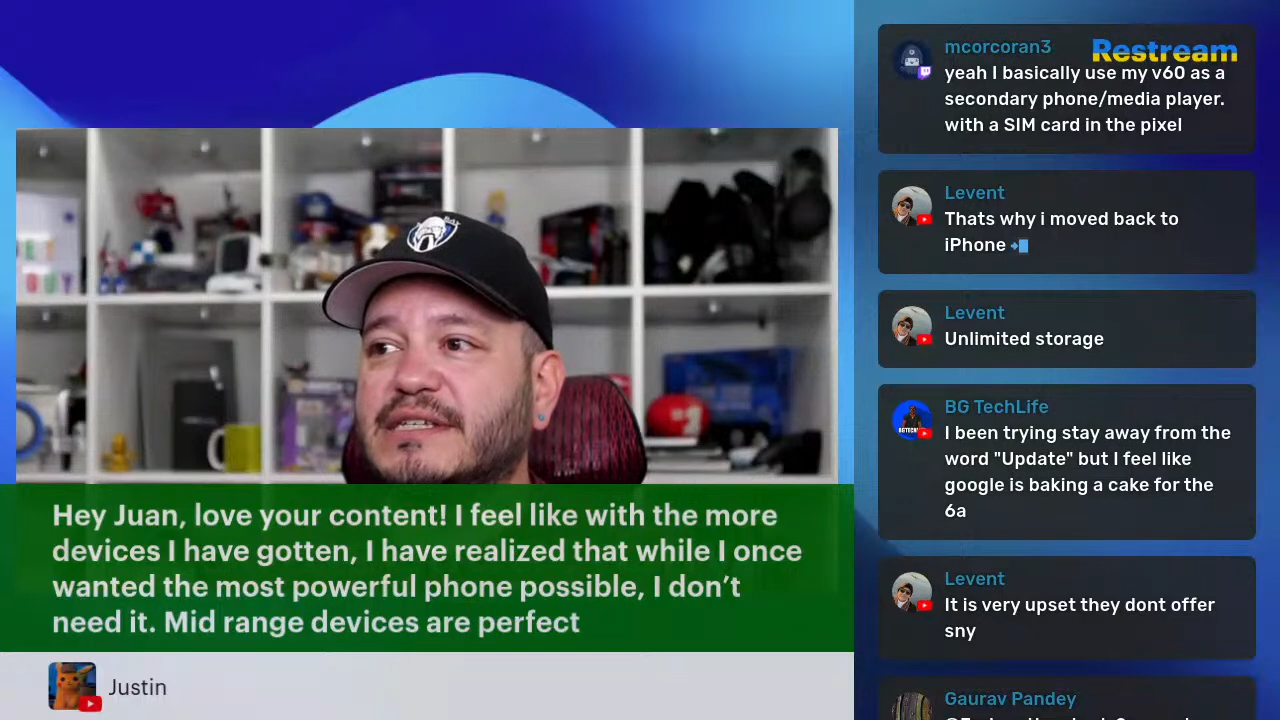 Hey Juan, love your content! I feel like with the more
devices I have gotten, I have realized that while I once
wanted the most powerful phone possible, I don't
need it. Mid range devices are perfect
Justin
Restream
mcorcoran3
yeah I basically use my v60 as a
secondary phone/media player.
with a SIM card in the pixel
Levent
Thats why i moved back to
iPhone 📲
Levent
Unlimited storage
BG TechLife
I been trying stay away from the
word "Update" but I feel like
google is baking a cake for the
6a
Levent
It is very upset they dont offer
sny
Gaurav Pandey